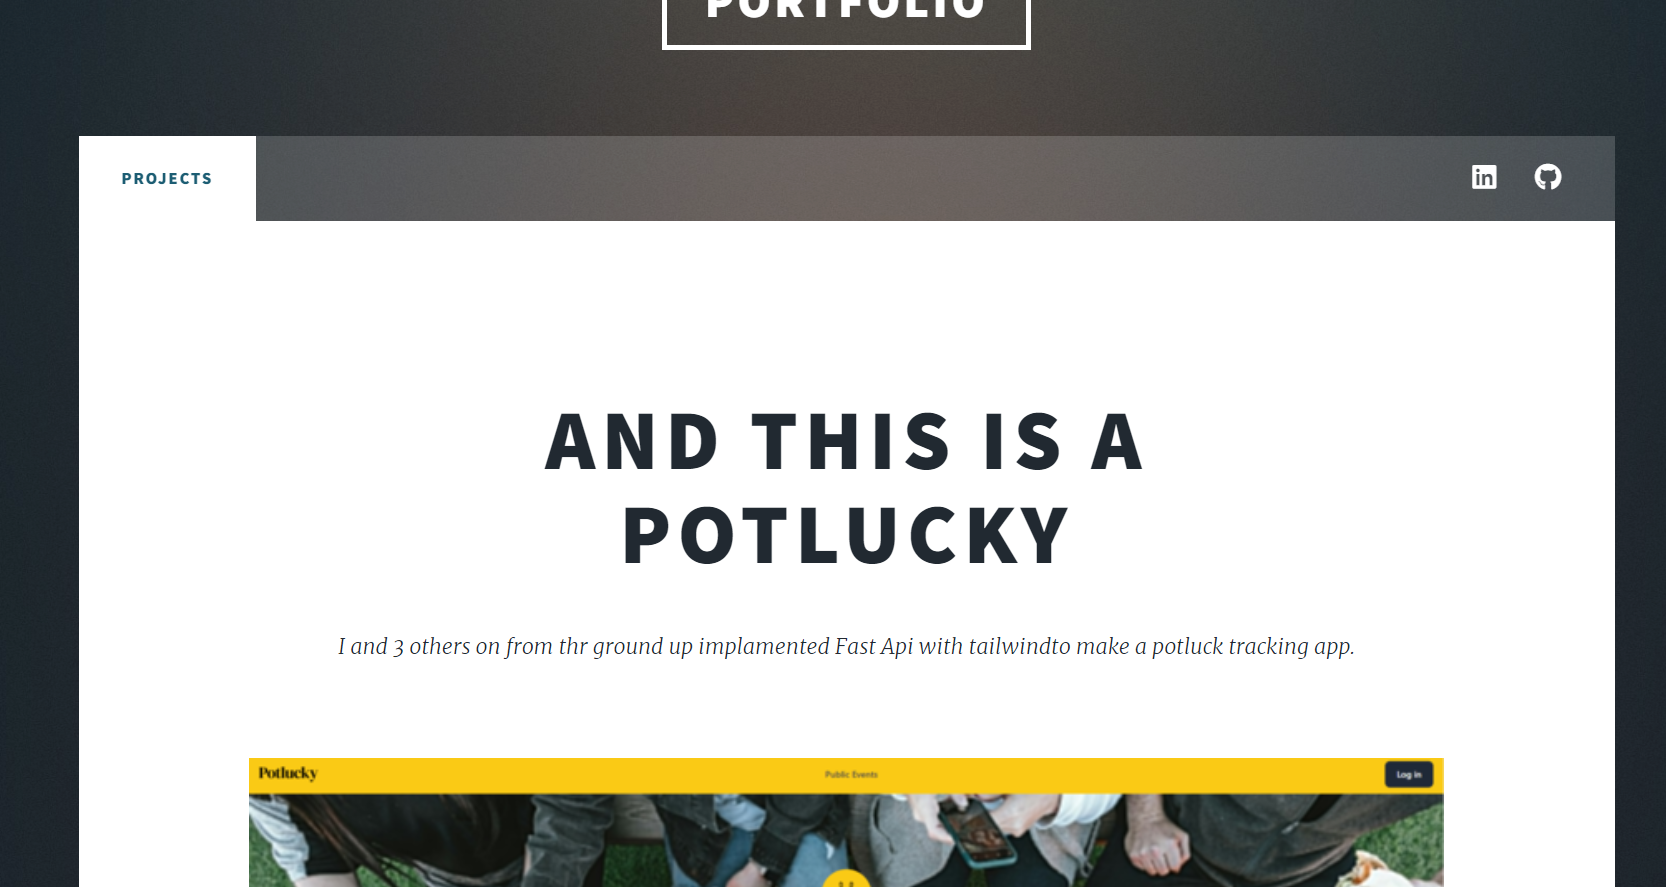 PORTFOLIO
PROJECTS
AND THIS IS A
POTLUCKY
I and 3 others on from thr ground up implamented Fast Api with tailwindto make a potluck tracking app.
Potlucky Public Events Log in